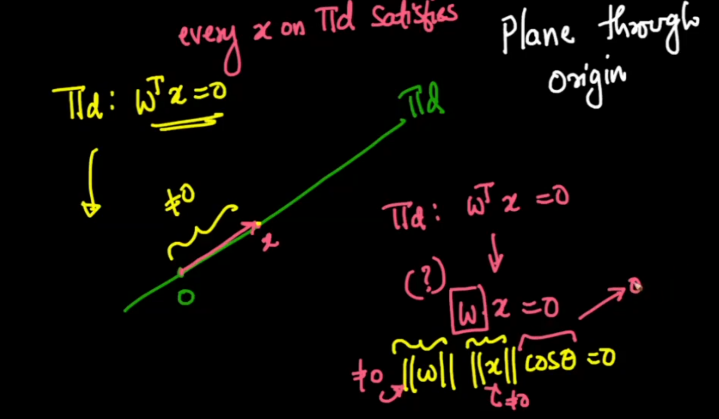 every x on πd satisfies
Plane through
origin
πd : wᵀx = 0
πd
≠0
x
0
πd : wᵀ x = 0
(?)
w·x = 0
0
≠0 ||w|| ||x|| cosθ = 0
≠0